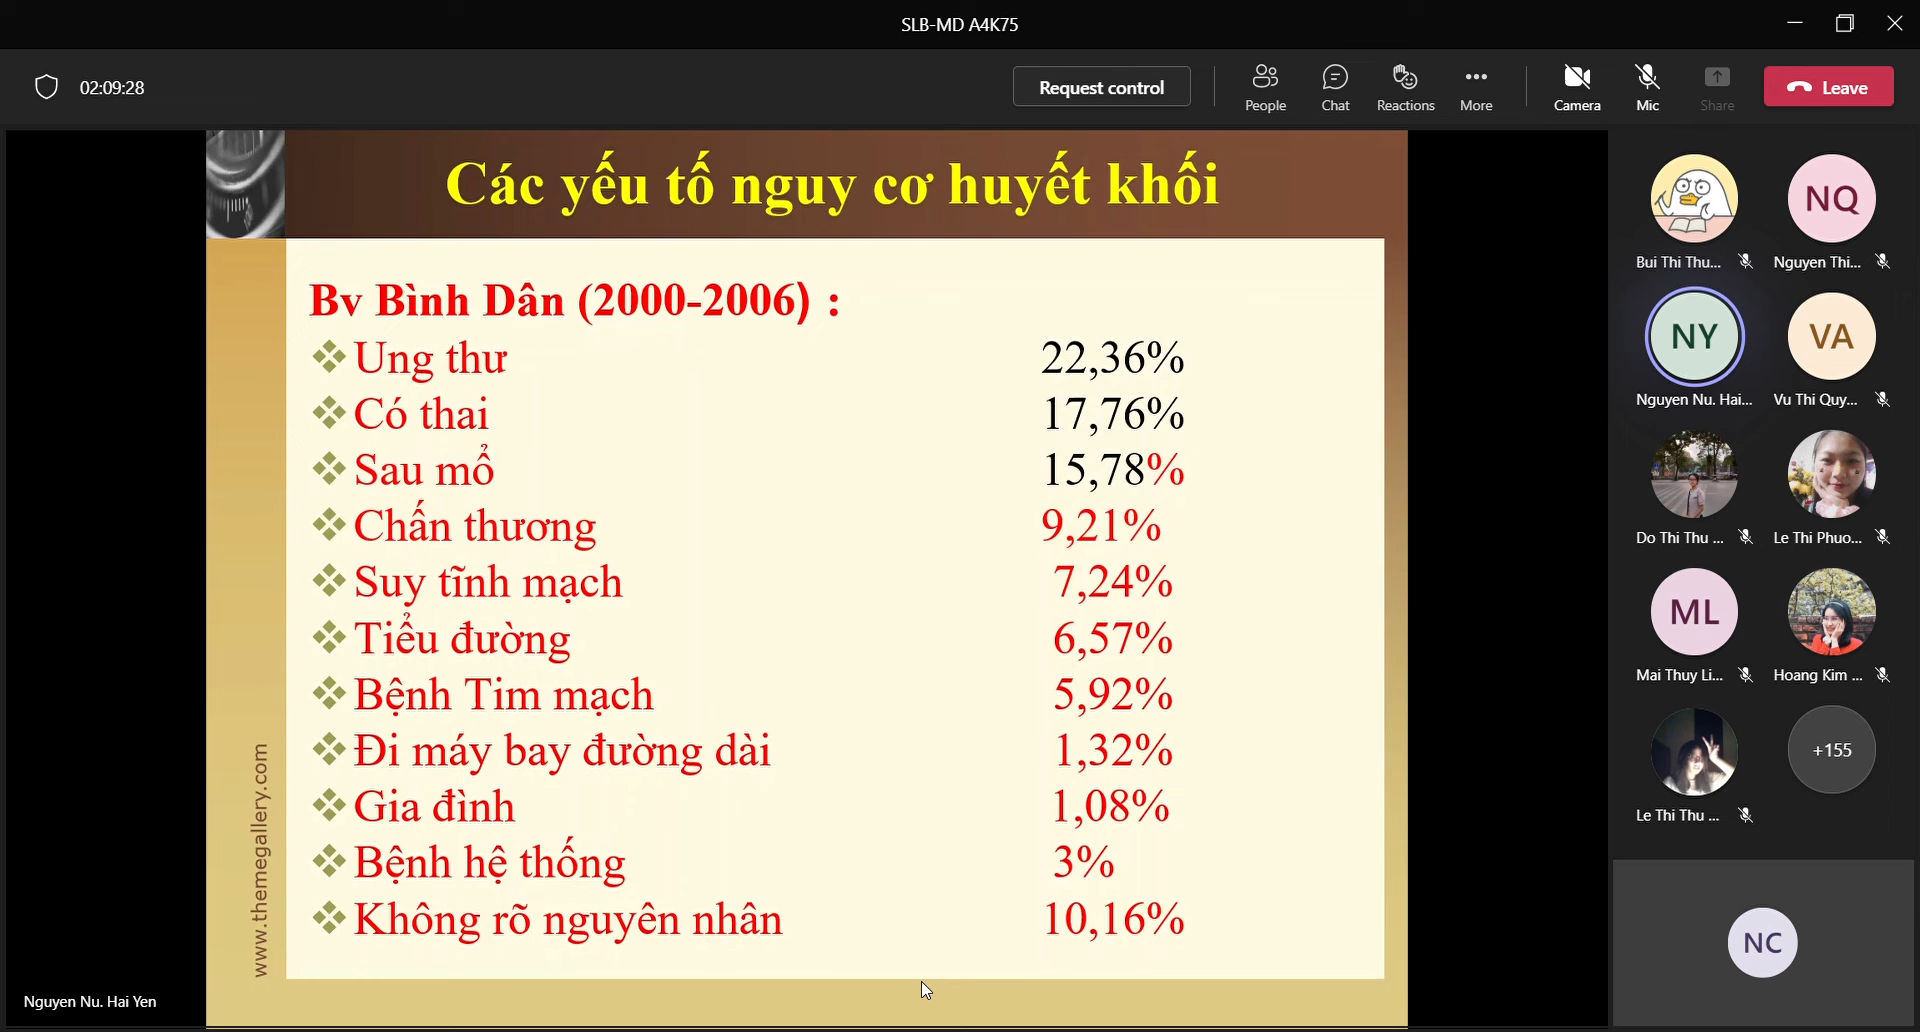 SLB-MD A4K75
02:09:28
Request control
People
Chat
Reactions
More
Camera
Mic
Share
Leave
Các yếu tố nguy cơ huyết khối
Bv Bình Dân (2000-2006) :
Ung thư 22,36%
Có thai 17,76%
Sau mổ 15,78%
Chấn thương 9,21%
Suy tĩnh mạch 7,24%
Tiểu đường 6,57%
Bệnh Tim mạch 5,92%
Đi máy bay đường dài 1,32%
Gia đình 1,08%
Bệnh hệ thống 3%
Không rõ nguyên nhân 10,16%
www.themegallery.com
Nguyen Nu. Hai Yen
NQ
Bui Thi Thu...
Nguyen Thi...
NY
VA
Nguyen Nu. Hai...
Vu Thi Quy...
Do Thi Thu ...
Le Thi Phuo...
ML
Mai Thuy Li...
Hoang Kim ...
+155
Le Thi Thu ...
NC